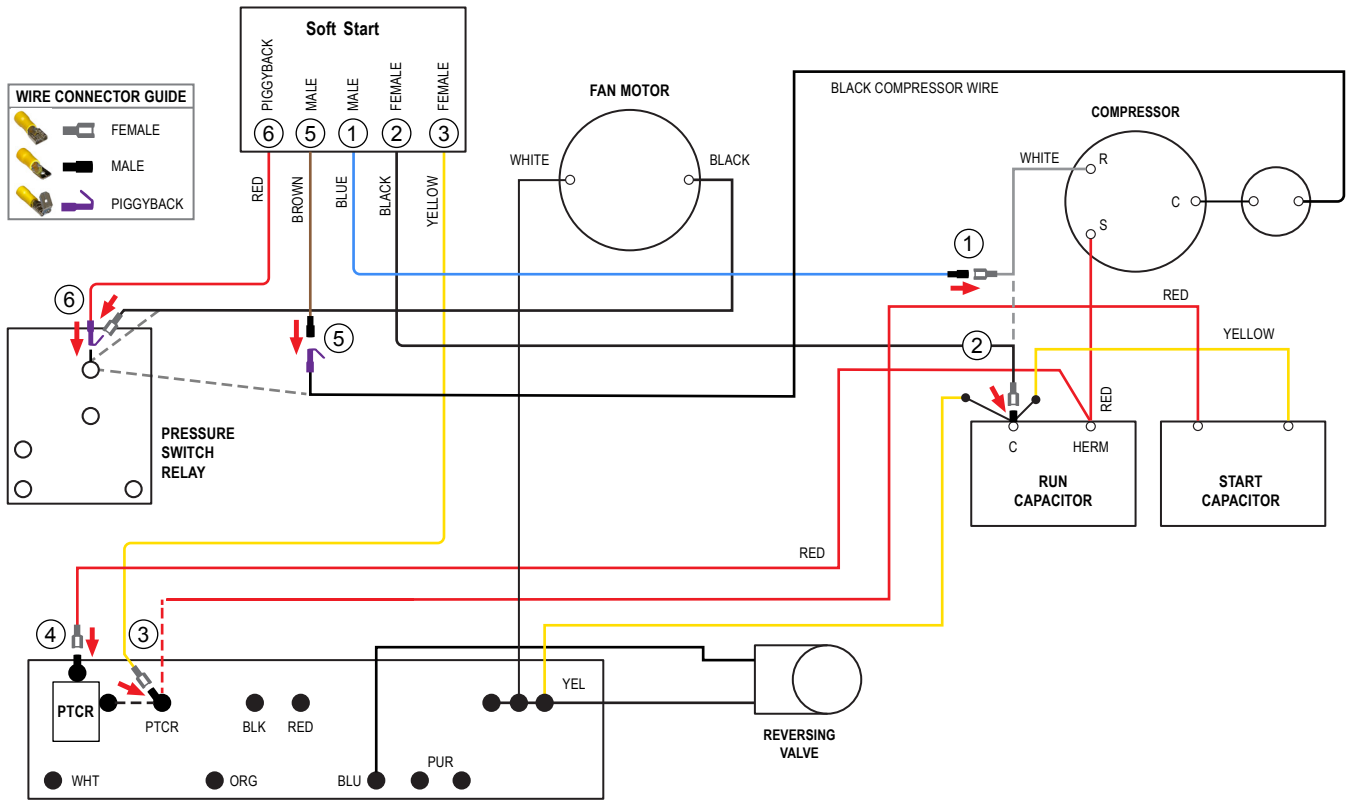 Soft Start
PIGGYBACK
MALE
MALE
FEMALE
FEMALE
6
5
1
2
3
WIRE CONNECTOR GUIDE
FEMALE
MALE
PIGGYBACK
RED
BROWN
BLUE
BLACK
YELLOW
FAN MOTOR
WHITE
BLACK
BLACK COMPRESSOR WIRE
COMPRESSOR
WHITE
R
C
S
1
6
RED
5
2
YELLOW
RED
PRESSURE
SWITCH
RELAY
C
HERM
RUN
CAPACITOR
START
CAPACITOR
RED
4
3
PTCR
PTCR
BLK
RED
YEL
REVERSING
VALVE
WHT
ORG
BLU
PUR